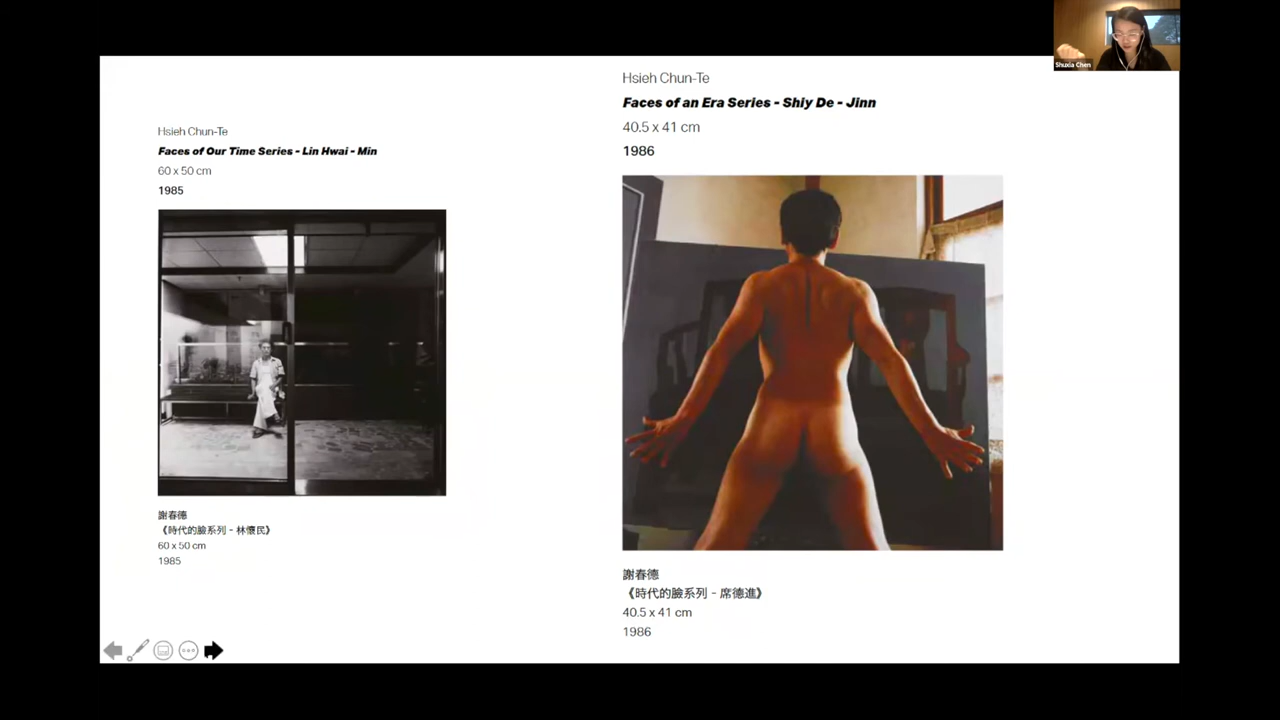 Hsieh Chun-Te
Faces of Our Time Series - Lin Hwai - Min
60 x 50 cm
1985
謝春德
《時代的臉系列 - 林懷民》
60 x 50 cm
1985
Hsieh Chun-Te
Faces of an Era Series - Shiy De - Jinn
40.5 x 41 cm
1986
謝春德
《時代的臉系列 - 席德進》
40.5 x 41 cm
1986
Shuxia Chen